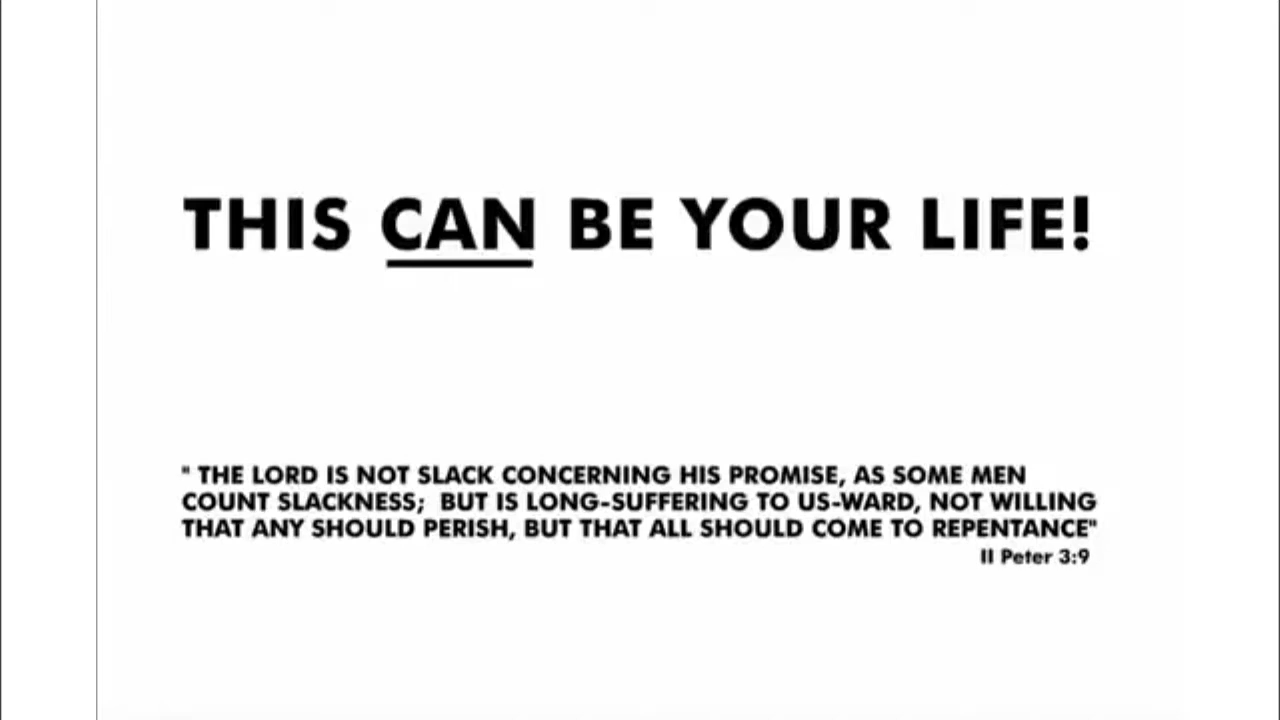 THIS CAN BE YOUR LIFE!
" THE LORD IS NOT SLACK CONCERNING HIS PROMISE, AS SOME MEN
COUNT SLACKNESS; BUT IS LONG-SUFFERING TO US-WARD, NOT WILLING
THAT ANY SHOULD PERISH, BUT THAT ALL SHOULD COME TO REPENTANCE"
II Peter 3:9